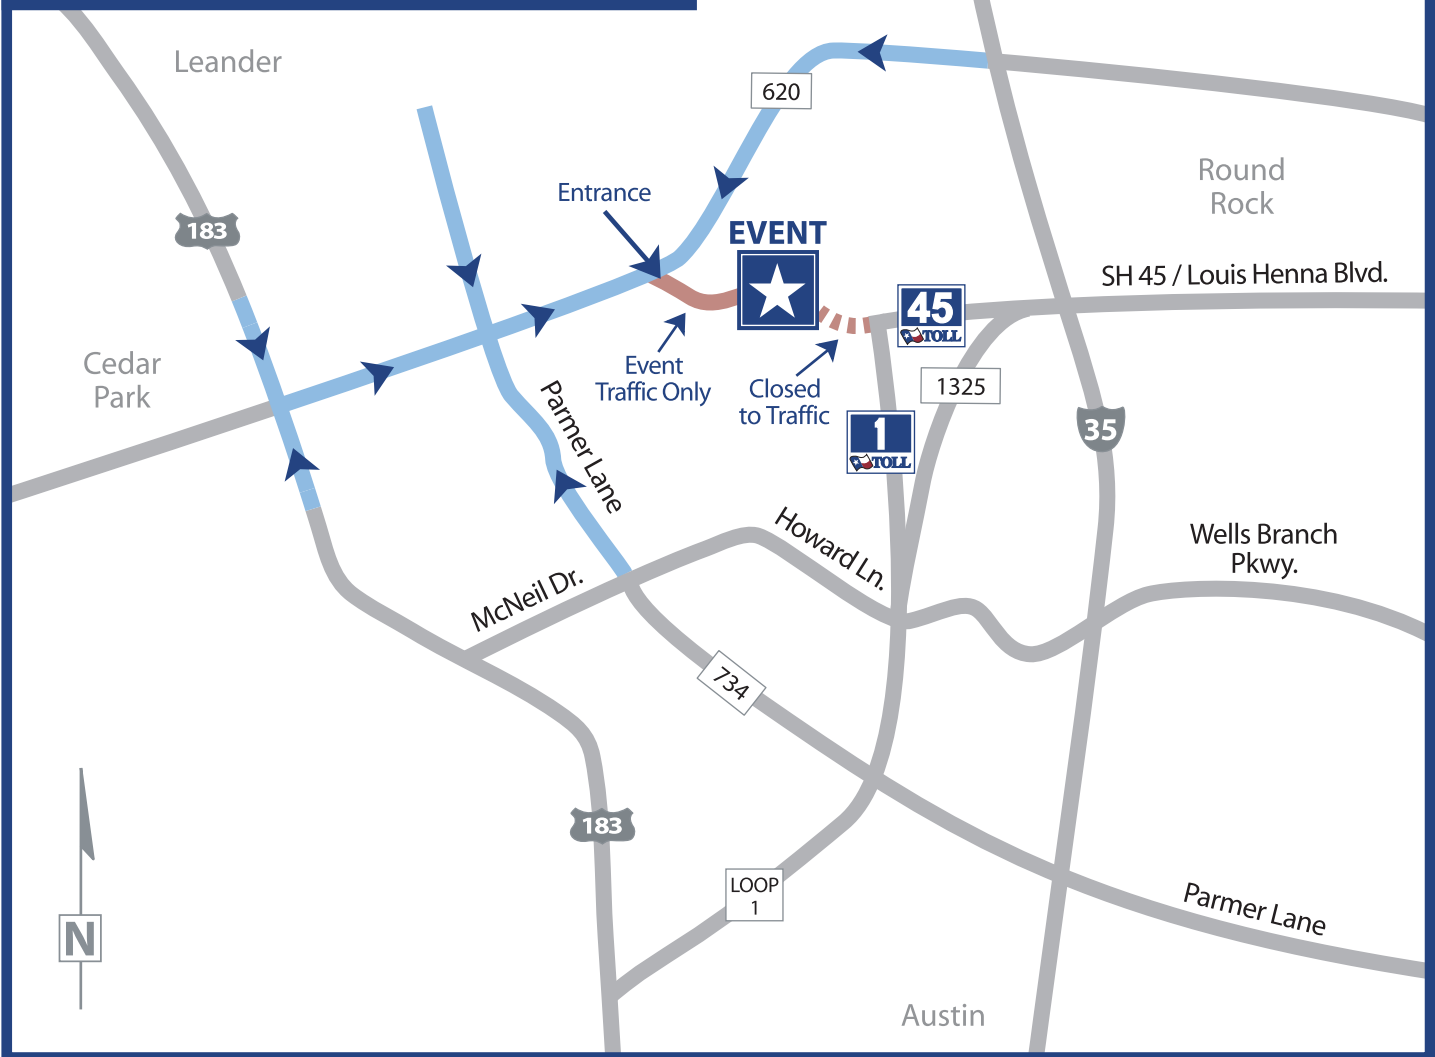 Leander
620
Round
Rock
Entrance
183
EVENT
SH 45 / Louis Henna Blvd.
45
TOLL
Cedar
Park
Event
Traffic Only
Closed
to Traffic
1325
Parmer Lane
1
TOLL
35
Howard Ln.
Wells Branch
Pkwy.
McNeil Dr.
734
183
LOOP
1
Parmer Lane
N
Austin